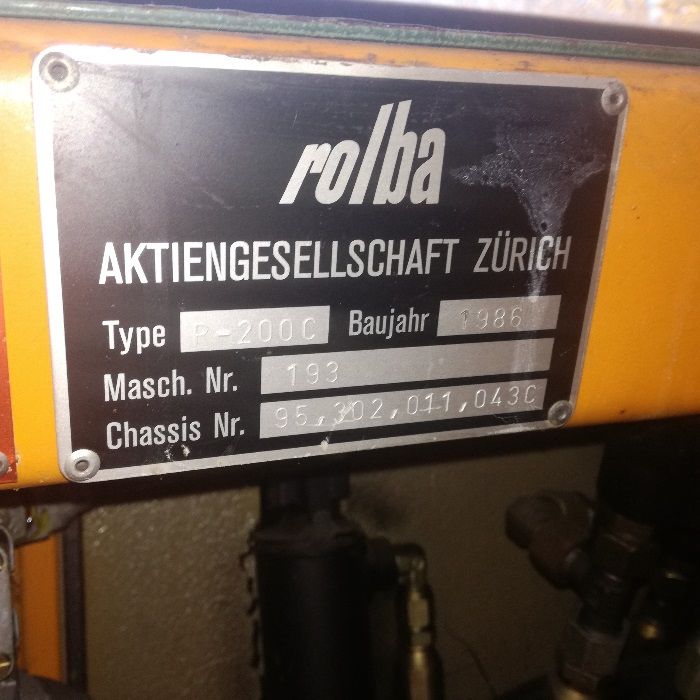 rolba
AKTIENGESELLSCHAFT ZÜRICH
Type R-200C Baujahr 1986
Masch. Nr. 193
Chassis Nr. 95,302,011,043C